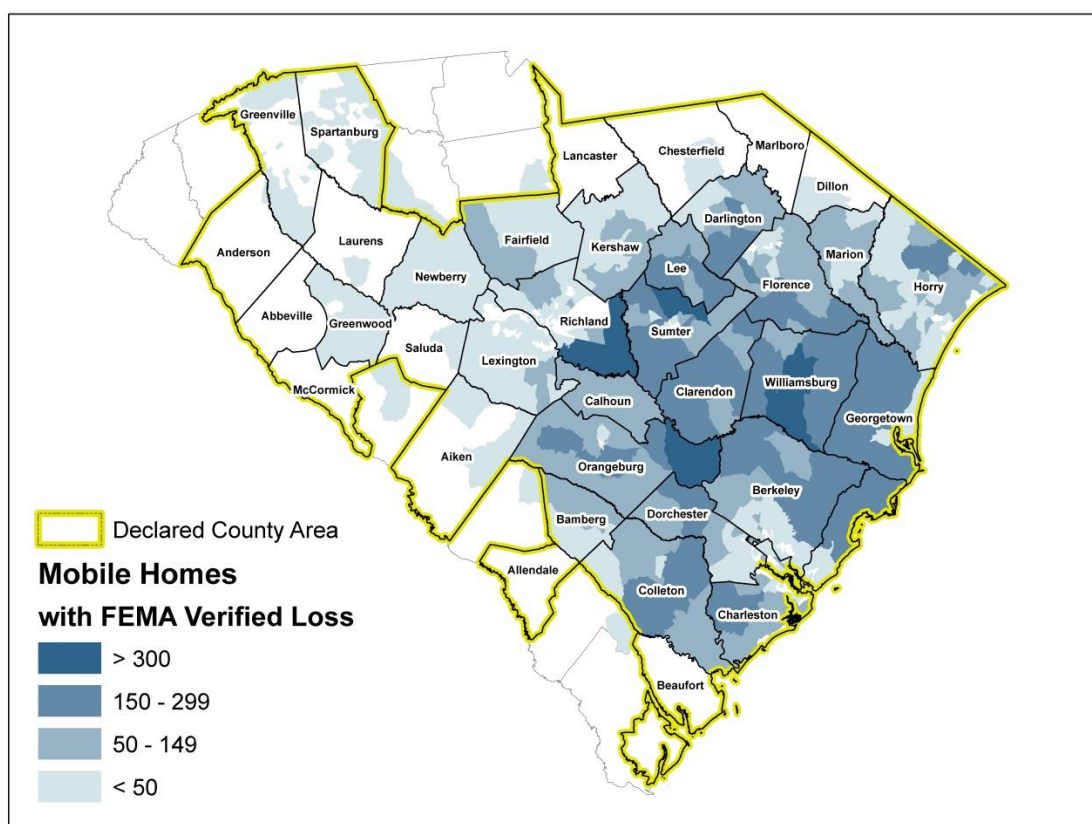 Greenville
Spartanburg
Lancaster
Chesterfield
Marlboro
Dillon
Darlington
Anderson
Laurens
Newberry
Fairfield
Kershaw
Lee
Marion
Florence
Horry
Abbeville
Greenwood
Saluda
Lexington
Richland
Sumter
McCormick
Calhoun
Clarendon
Williamsburg
Georgetown
Aiken
Orangeburg
Berkeley
Bamberg
Dorchester
Allendale
Colleton
Charleston
Beaufort
Declared County Area
Mobile Homes
with FEMA Verified Loss
> 300
150 - 299
50 - 149
< 50